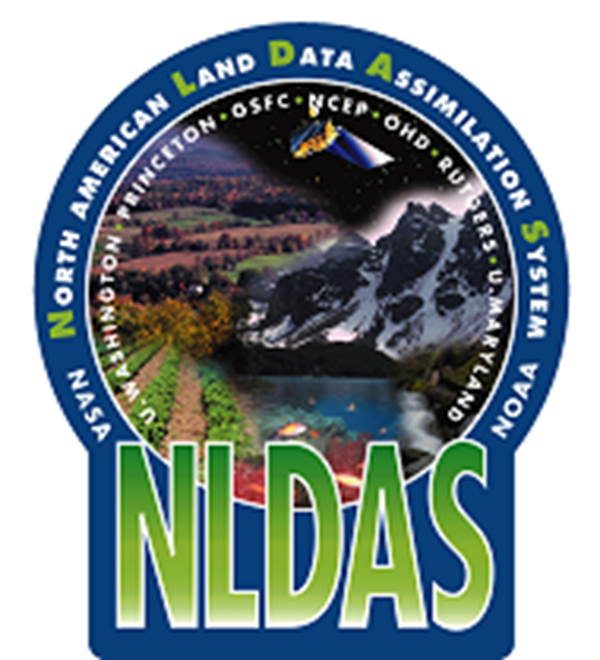 NORTH AMERICAN LAND DATA ASSIMILATION SYSTEM
NASA
NOAA
U.WASHINGTON•PRINCETON•OSFC•NCEP•OHD•RUTGERS•U.MARYLAND
NLDAS